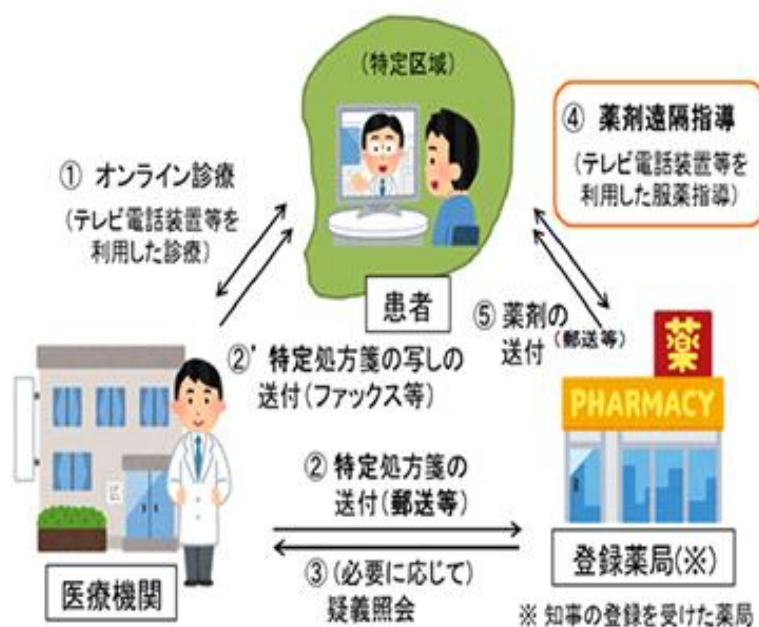 (特定区域)
① オンライン診療
(テレビ電話装置等を
利用した診療)
④ 薬剤遠隔指導
(テレビ電話装置等を
利用した服薬指導)
患者
⑤ 薬剤の
送付(郵送等)
②' 特定処方箋の写しの
送付(ファックス等)
薬
PHARMACY
② 特定処方箋の
送付(郵送等)
③ (必要に応じて)
疑義照会
医療機関
登録薬局(※)
※ 知事の登録を受けた薬局